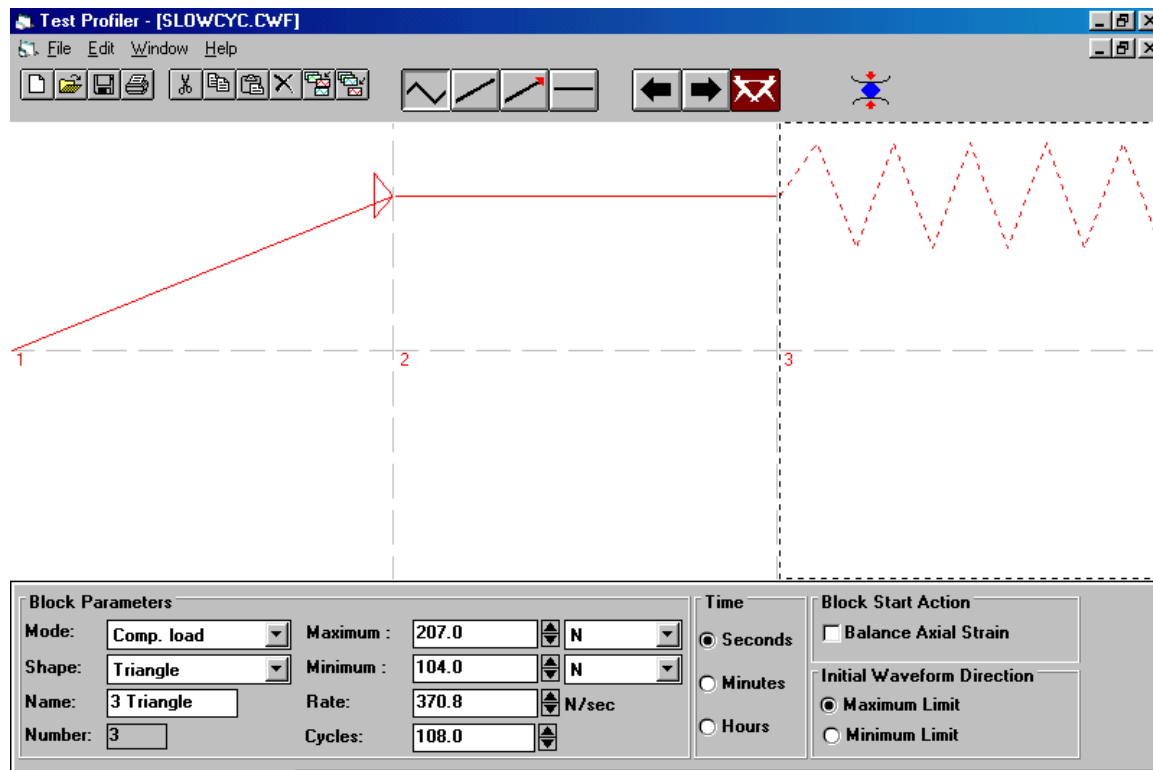 Test Profiler - [SLOWCYC.CWF]
File Edit Window Help
1 2 3
Block Parameters
Mode: Comp. load Maximum : 207.0 N
Shape: Triangle Minimum : 104.0 N
Name: 3 Triangle Rate: 370.8 N/sec
Number: 3 Cycles: 108.0
Time
Seconds
Minutes
Hours
Block Start Action
Balance Axial Strain
Initial Waveform Direction
Maximum Limit
Minimum Limit